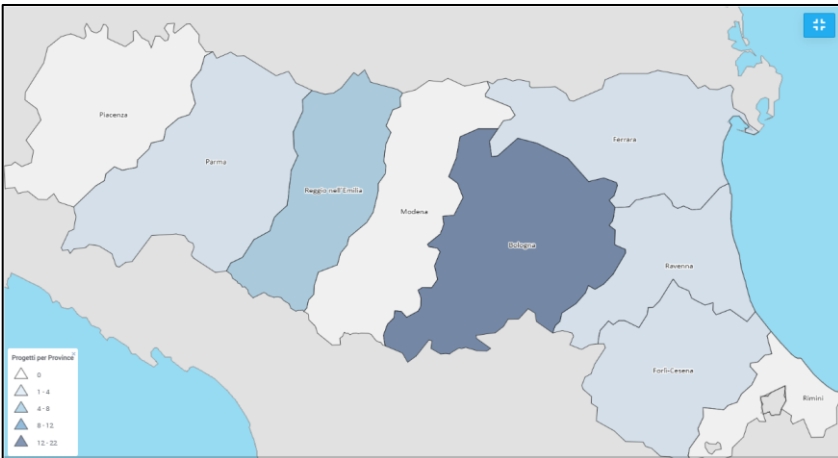 Piacenza
Parma
Reggio nell'Emilia
Modena
Bologna
Ferrara
Ravenna
Forlì-Cesena
Rimini
Progetti per Province
0
1 - 4
4 - 8
8 - 12
12 - 22